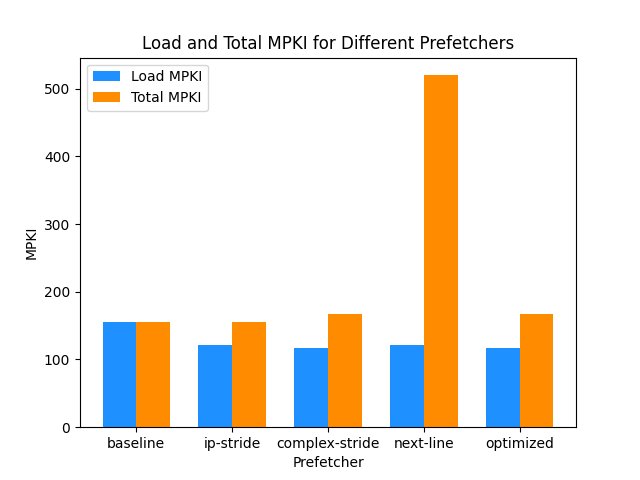 Load and Total MPKI for Different Prefetchers
Load MPKI
Total MPKI
500
400
300
200
100
0
MPKI
baseline ip-stride complex-stride next-line optimized
Prefetcher